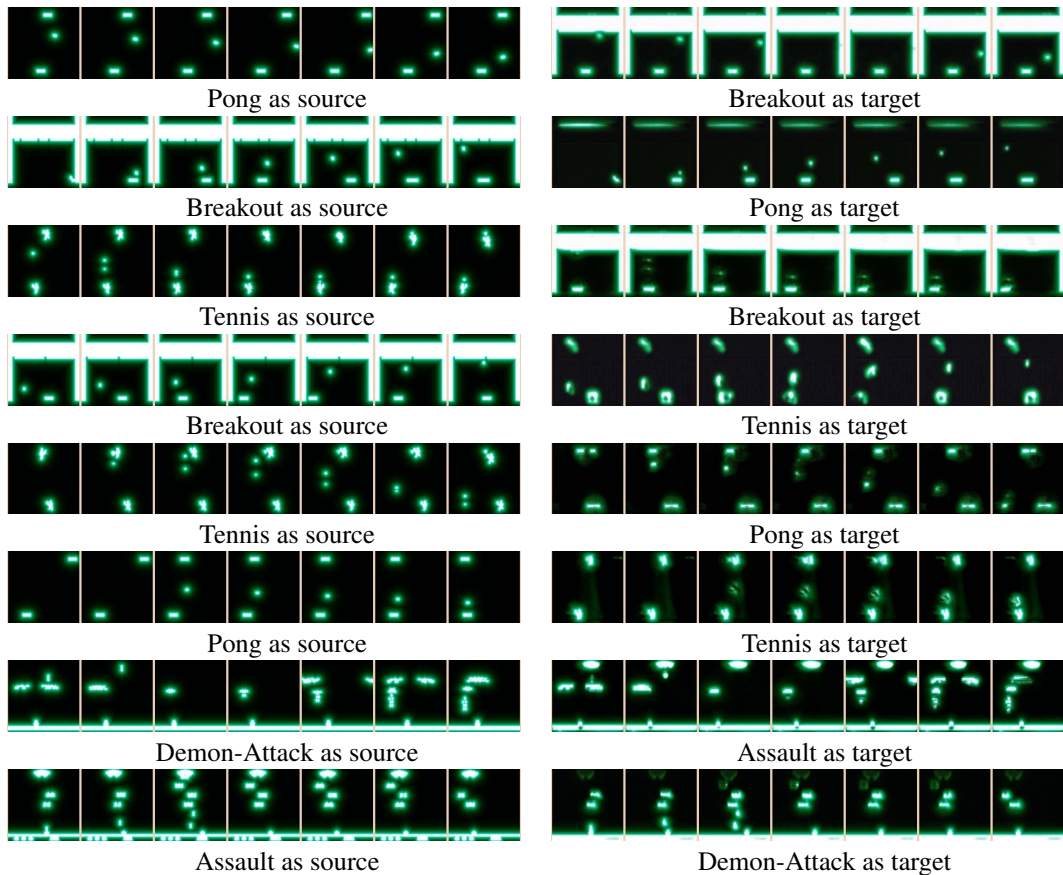 Pong as source
Breakout as target
Breakout as source
Pong as target
Tennis as source
Breakout as target
Breakout as source
Tennis as target
Tennis as source
Pong as target
Pong as source
Tennis as target
Demon-Attack as source
Assault as target
Assault as source
Demon-Attack as target